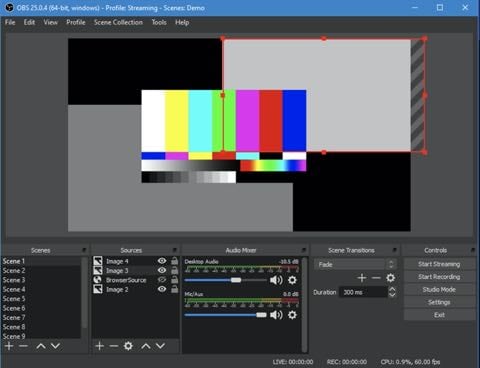 OBS 25.0.4 (64-bit, windows) - Profile: Streaming - Scenes: Demo
File Edit View Profile Scene Collection Tools Help
Scenes
Scene 1
Scene 2
Scene 3
Scene 4
Scene 5
Scene 6
Scene 7
Scene 8
Scene 9
Sources
Image 4
Image 3
BrowserSource
Image 2
Audio Mixer
Desktop Audio -10.5 dB
Mic/Aux 0.0 dB
Scene Transitions
Fade
Duration 300 ms
Controls
Start Streaming
Start Recording
Studio Mode
Settings
Exit
LIVE: 00:00:00 REC: 00:00:00 CPU: 0.9%, 60.00 fps